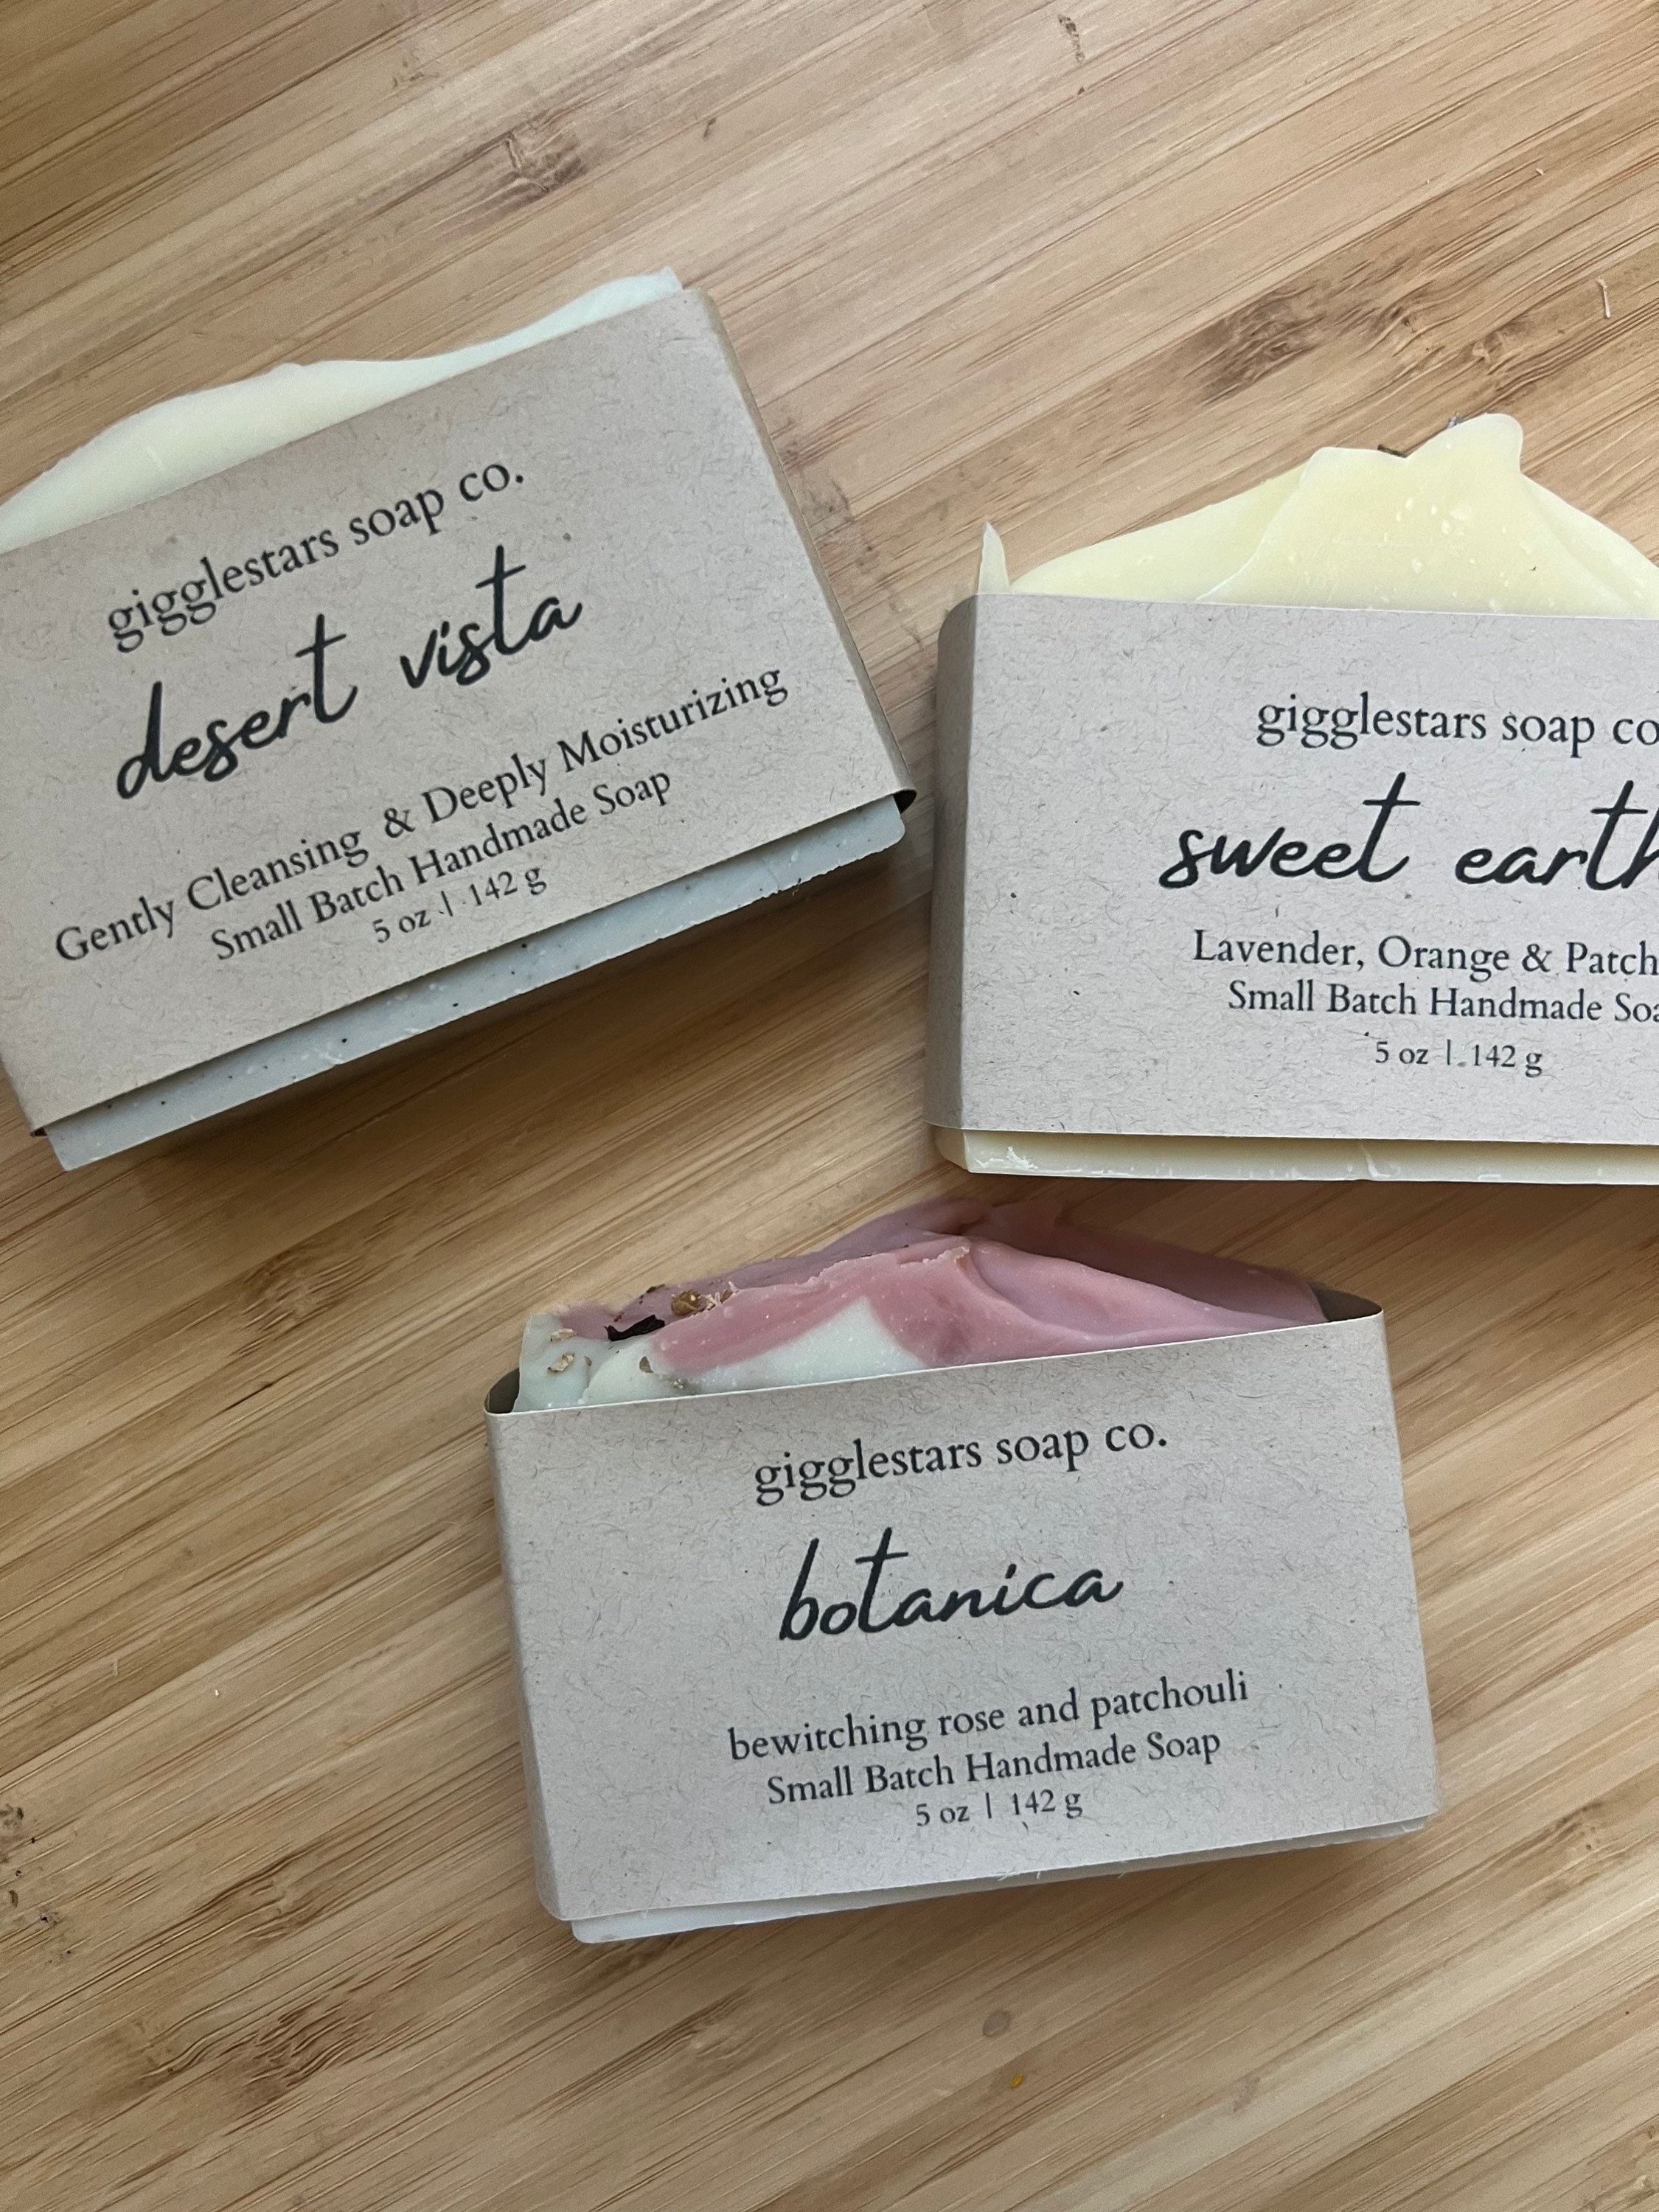 gigglestars soap co.
desert vista
Gently Cleansing & Deeply Moisturizing
Small Batch Handmade Soap
5 oz | 142 g
gigglestars soap co
sweet earth
Lavender, Orange & Patch
Small Batch Handmade Soa
5 oz | 142 g
gigglestars soap co.
botanica
bewitching rose and patchouli
Small Batch Handmade Soap
5 oz | 142 g